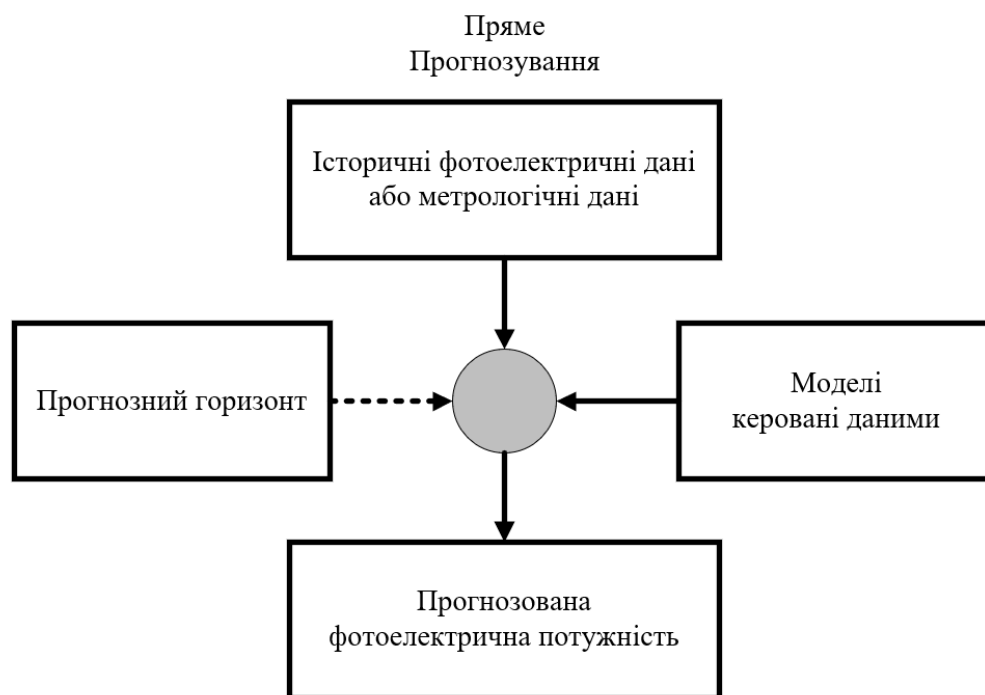 Пряме
Прогнозування
Історичні фотоелектричні дані
або метрологічні дані
Прогнозний горизонт
Моделі
керовані даними
Прогнозована
фотоелектрична потужність